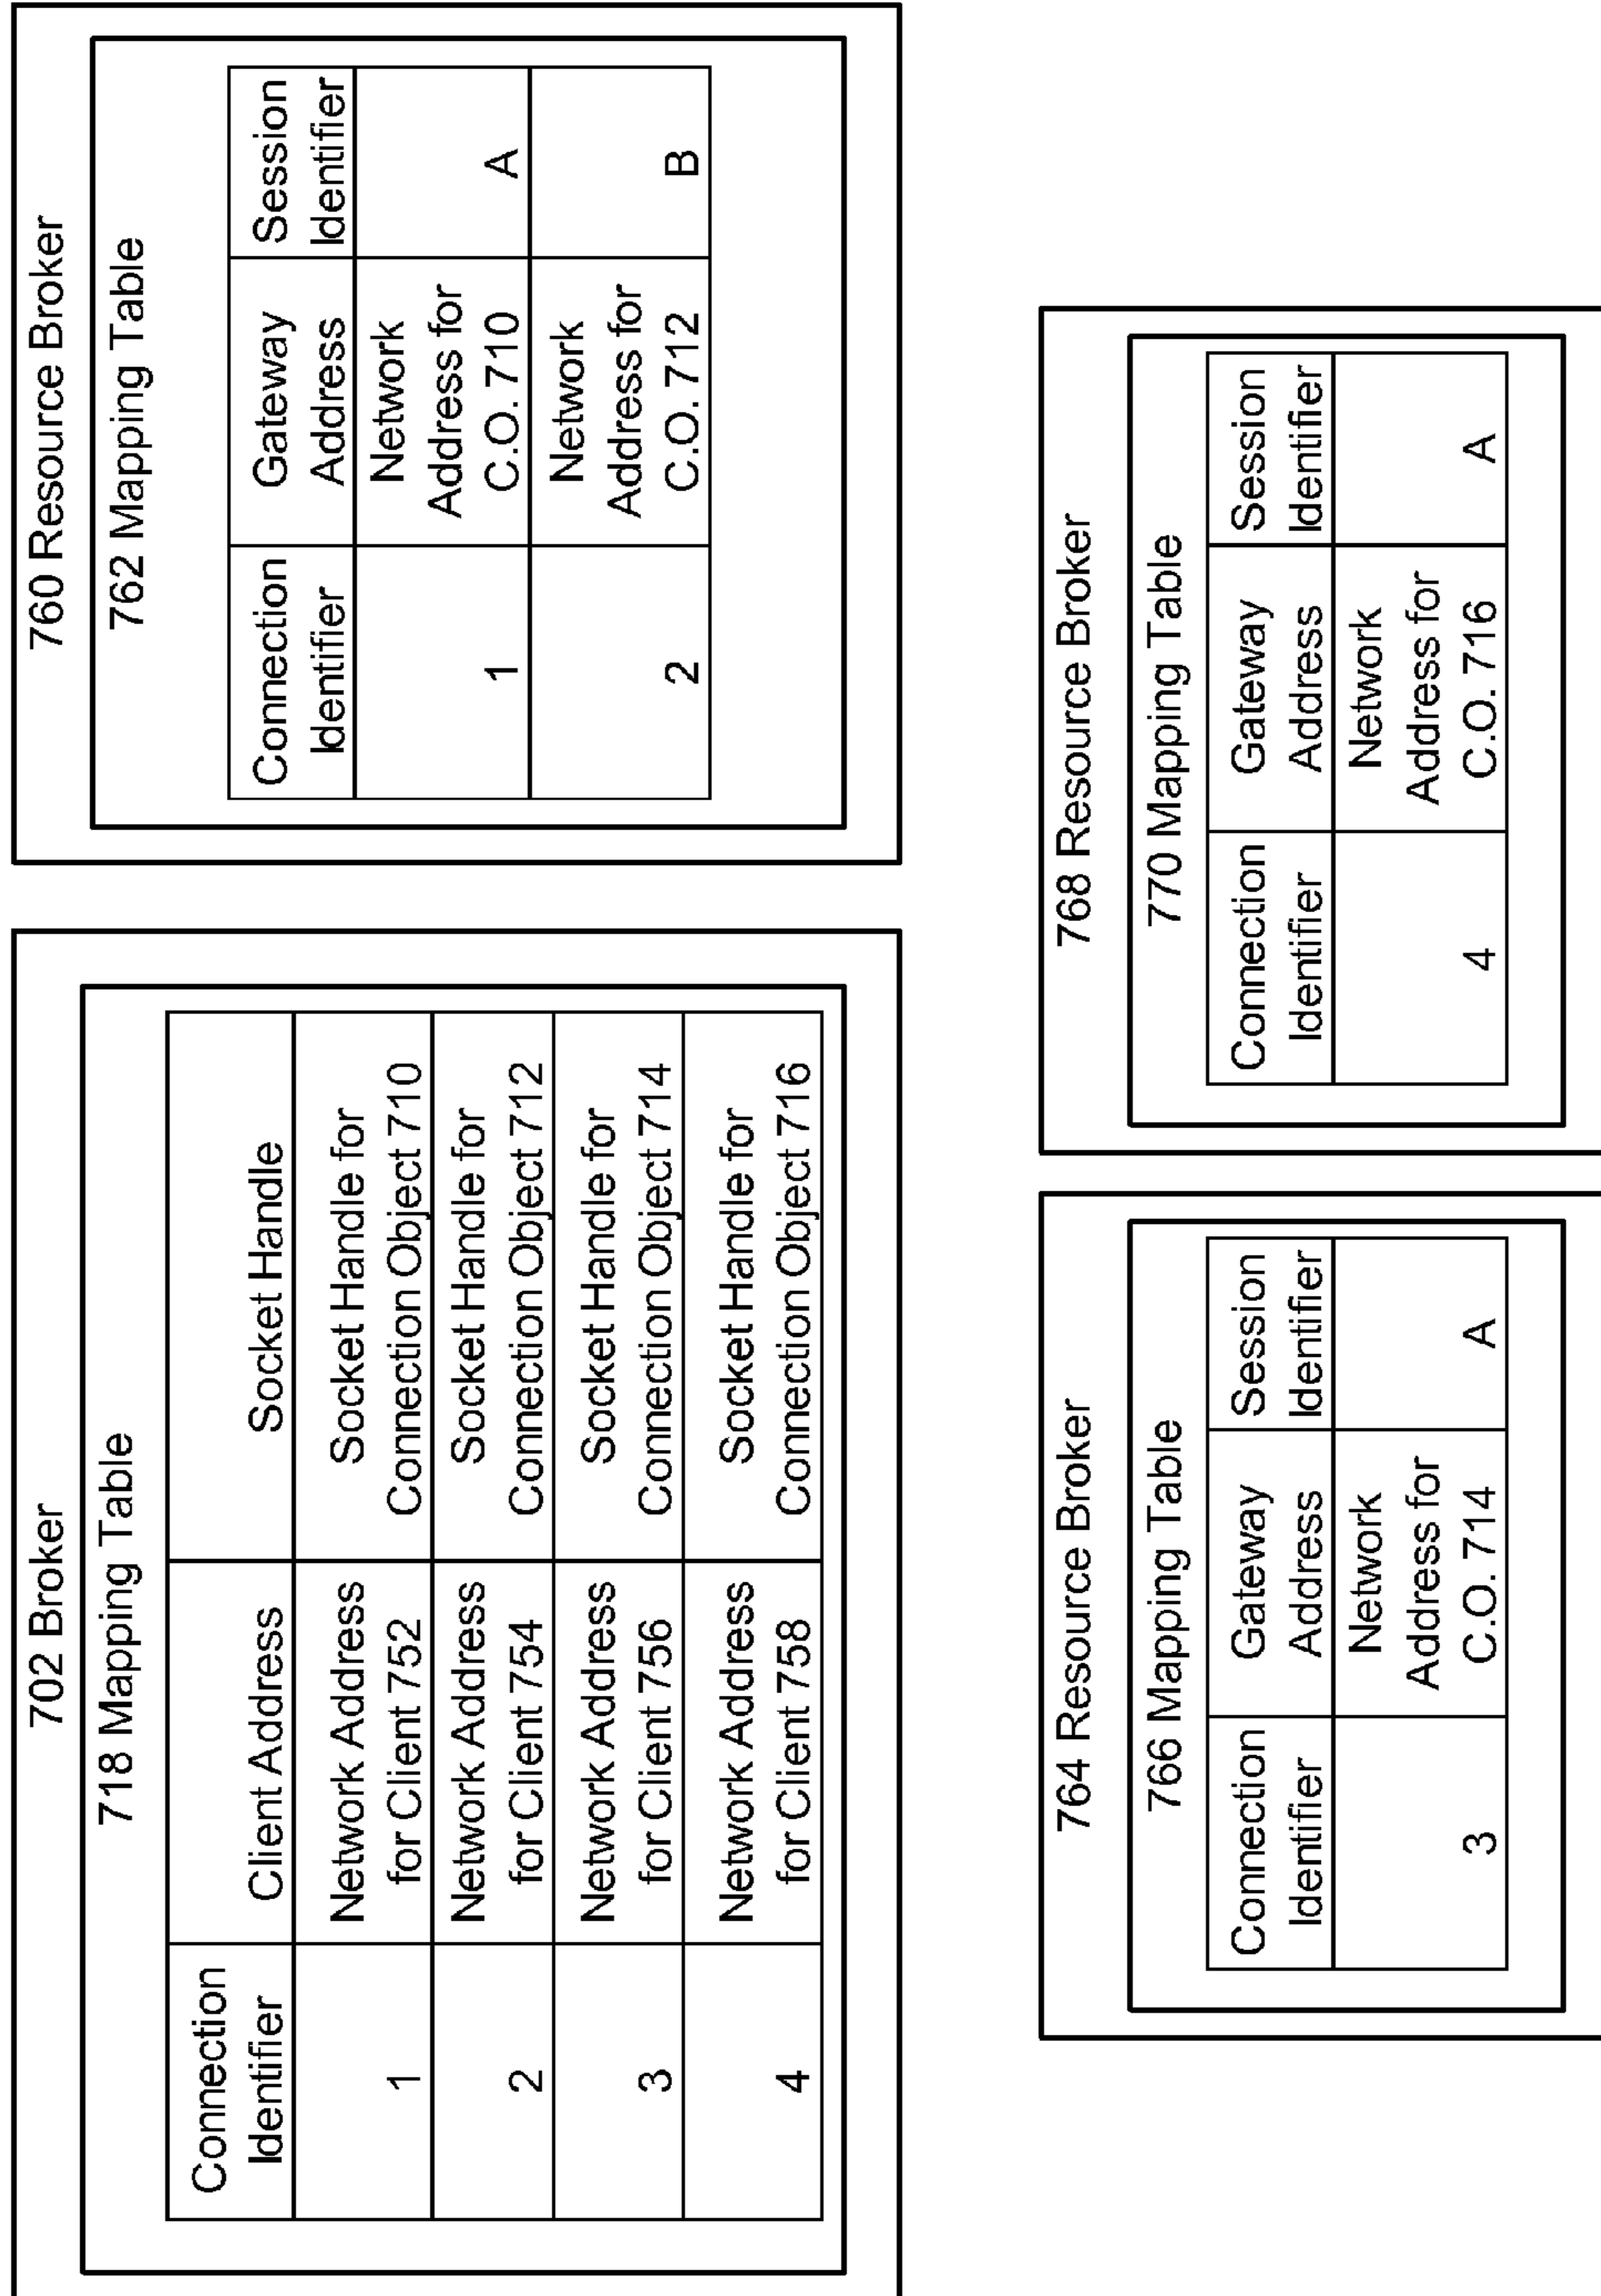 702 Broker
718 Mapping Table
Connection
Identifier
Client Address
Socket Handle
1
Network Address
for Client 752
Socket Handle for
Connection Object 710
2
Network Address
for Client 754
Socket Handle for
Connection Object 712
3
Network Address
for Client 756
Socket Handle for
Connection Object 714
4
Network Address
for Client 758
Socket Handle for
Connection Object 716
760 Resource Broker
762 Mapping Table
Connection
Identifier
Gateway
Address
Session
Identifier
1
Network
Address for
C.O. 710
A
2
Network
Address for
C.O. 712
B
764 Resource Broker
766 Mapping Table
Connection
Identifier
Gateway
Address
Session
Identifier
3
Network
Address for
C.O. 714
A
768 Resource Broker
770 Mapping Table
Connection
Identifier
Gateway
Address
Session
Identifier
4
Network
Address for
C.O. 716
A